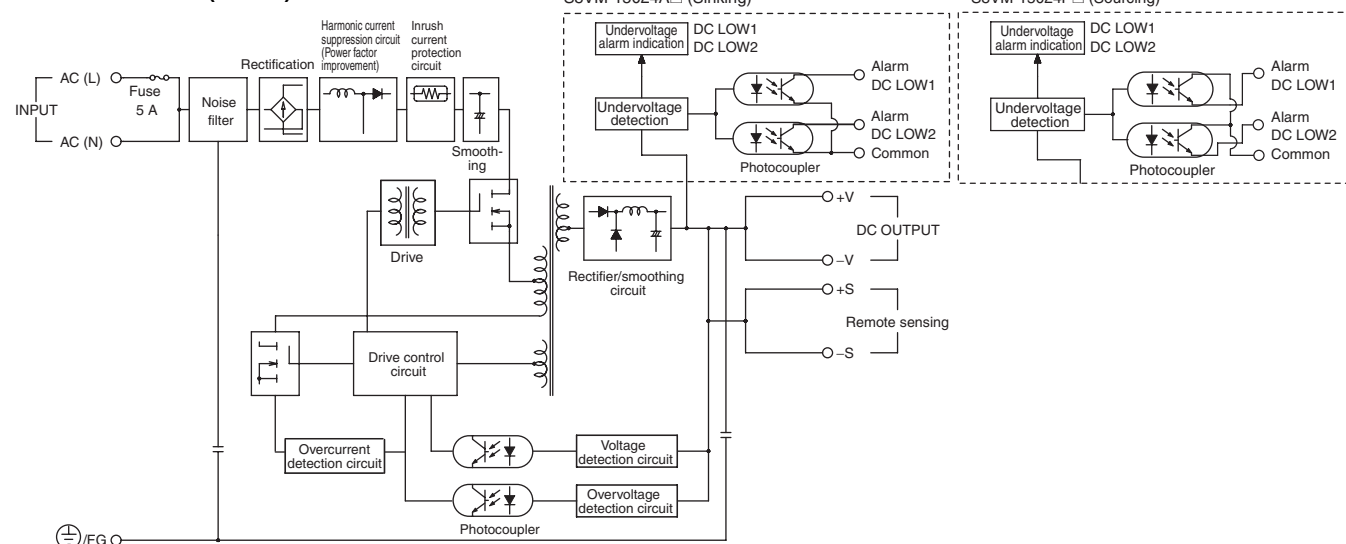 DC LOW1
DC LOW2
Undervoltage
alarm indication
Undervoltage
detection
Alarm
DC LOW1
Alarm
DC LOW2
Common
Photocoupler
Undervoltage
alarm indication
DC LOW1
DC LOW2
Undervoltage
detection
Alarm
DC LOW1
Alarm
DC LOW2
Common
Photocoupler
Harmonic current
suppression circuit
(Power factor
improvement)
Inrush
current
protection
circuit
Rectification
INPUT
AC (L)
Fuse
5 A
AC (N)
Noise
filter
Smooth-
ing
Drive
Rectifier/smoothing
circuit
+V
DC OUTPUT
–V
+S
Remote sensing
–S
Drive control
circuit
Overcurrent
detection circuit
Voltage
detection circuit
Overvoltage
detection circuit
Photocoupler
/FG